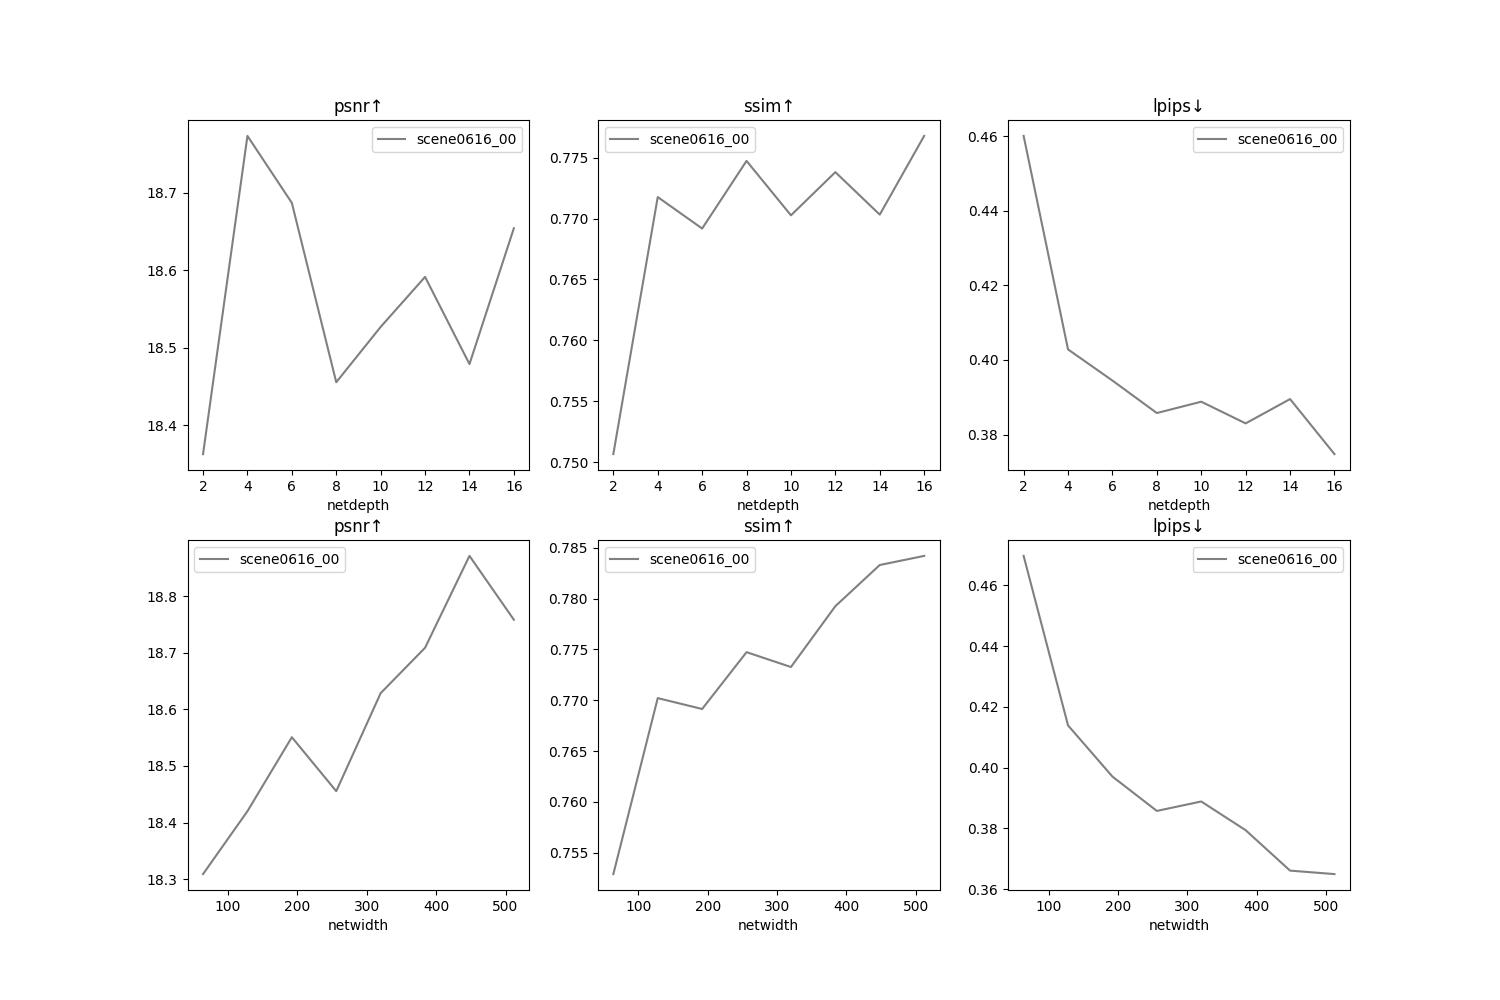 psnr↑ ssim↑ lpips↓
scene0616_00 scene0616_00 scene0616_00
18.7
18.6
18.5
18.4
2 4 6 8 10 12 14 16
netdepth
0.775
0.770
0.765
0.760
0.755
0.750
2 4 6 8 10 12 14 16
netdepth
0.46
0.44
0.42
0.40
0.38
2 4 6 8 10 12 14 16
netdepth
psnr↑ ssim↑ lpips↓
scene0616_00 scene0616_00 scene0616_00
18.8
18.7
18.6
18.5
18.4
18.3
100 200 300 400 500
netwidth
0.785
0.780
0.775
0.770
0.765
0.760
0.755
100 200 300 400 500
netwidth
0.46
0.44
0.42
0.40
0.38
0.36
100 200 300 400 500
netwidth